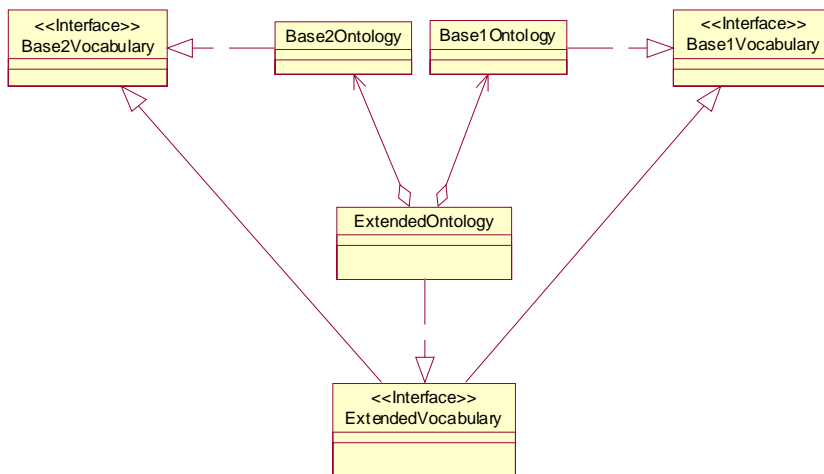 <<Interface>>
Base2Vocabulary
Base2Ontology
Base1Ontology
<<Interface>>
Base1Vocabulary
ExtendedOntology
<<Interface>>
ExtendedVocabulary